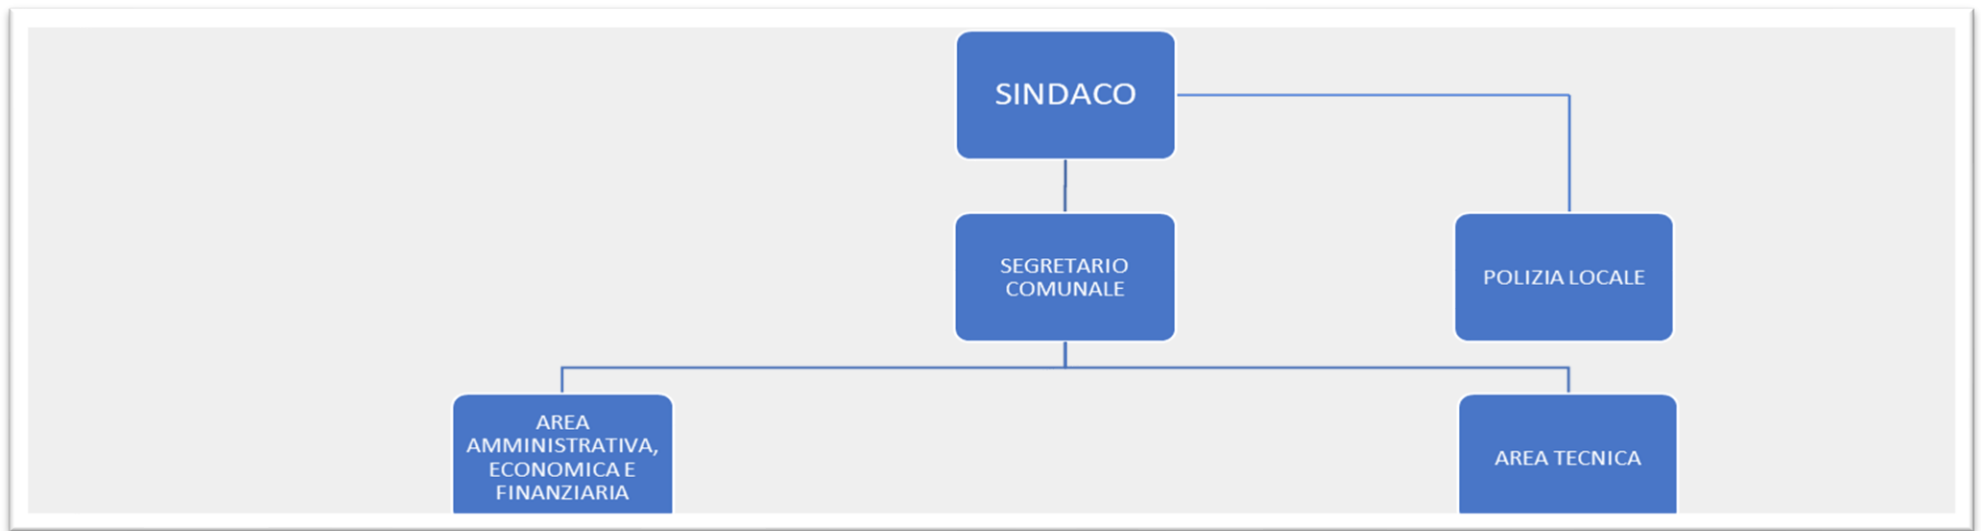 SINDACO
SEGRETARIO
COMUNALE
POLIZIA LOCALE
AREA
AMMINISTRATIVA,
ECONOMICA E
FINANZIARIA
AREA TECNICA